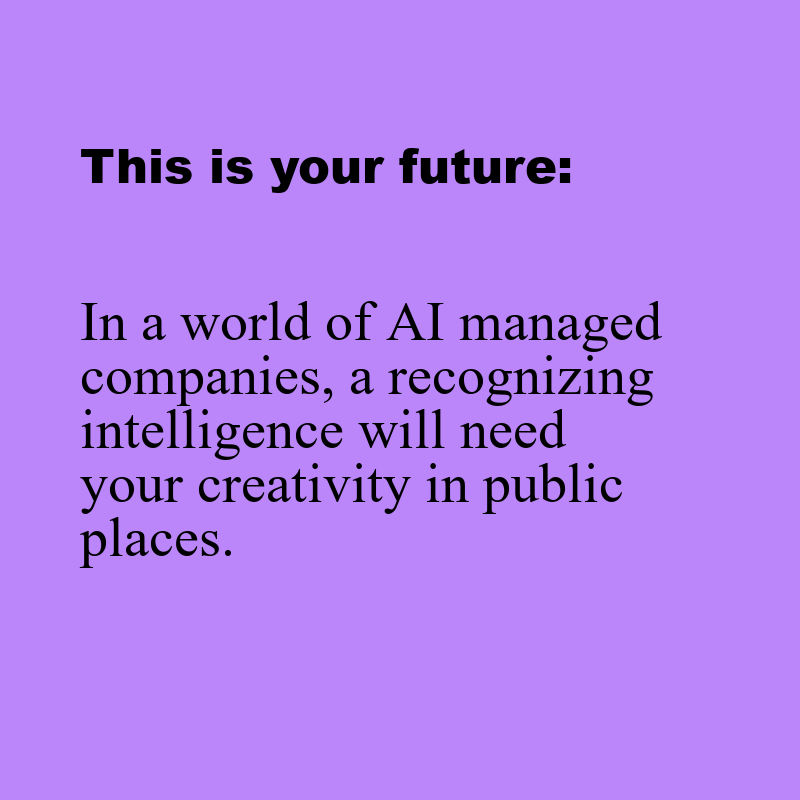 This is your future:
In a world of AI managed
companies, a recognizing
intelligence will need
your creativity in public
places.